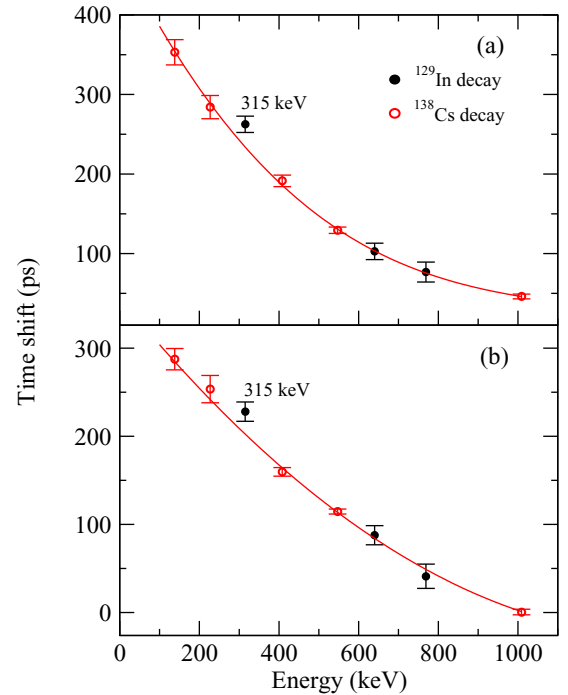 (a)
¹²⁹In decay
¹³⁸Cs decay
315 keV
400
300
200
100
(b)
315 keV
300
200
100
0
0 200 400 600 800 1000
Energy (keV)
Time shift (ps)